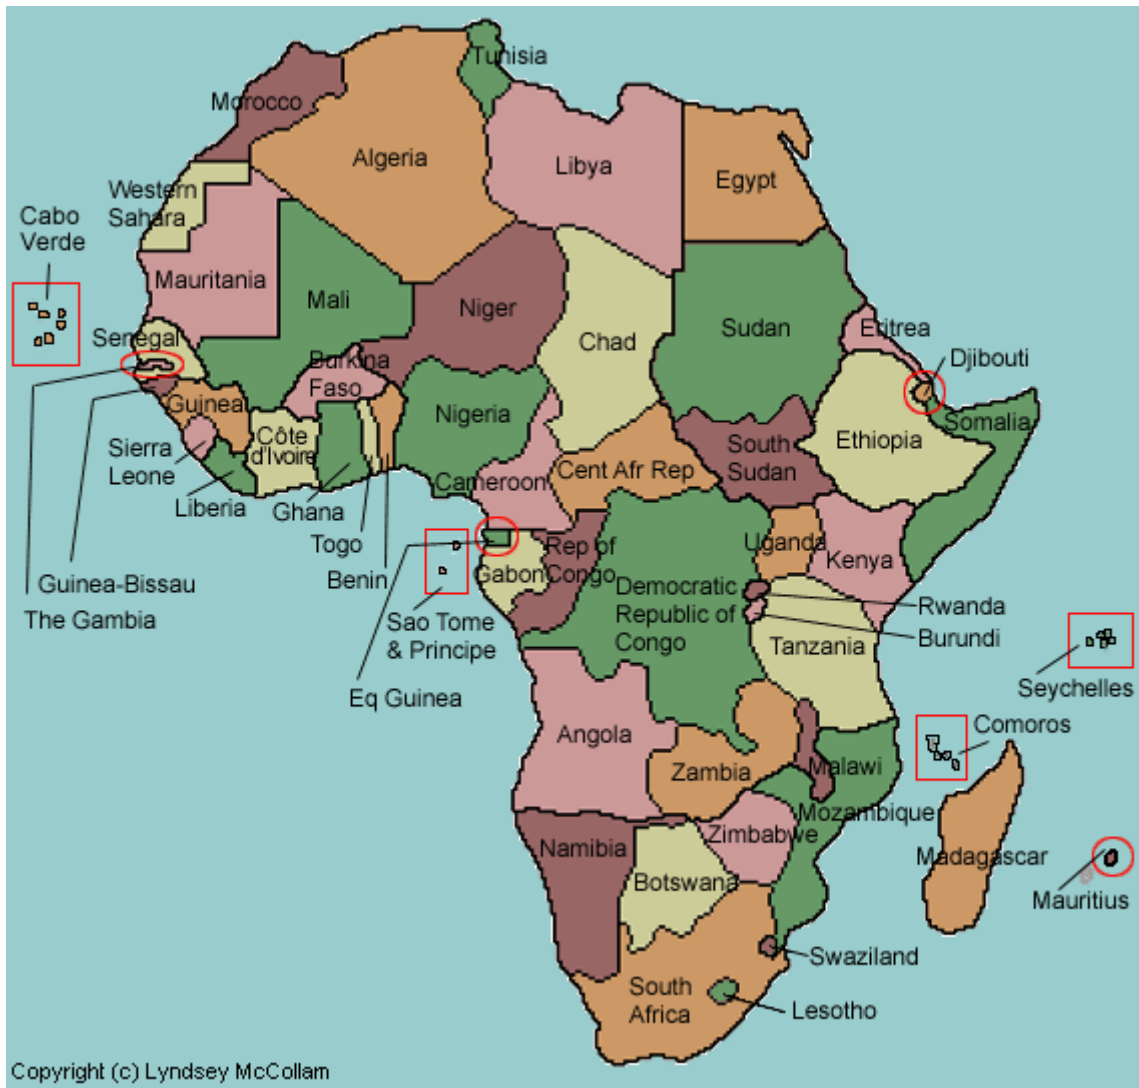 Tunisia
Morocco
Algeria
Libya
Egypt
Western
Sahara
Cabo
Verde
Mauritania
Mali
Niger
Chad
Sudan
Eritrea
Djibouti
Senegal
Burkina
Faso
Guinea
Nigeria
Somalia
Côte
d'Ivoire
Ethiopia
South
Sudan
Sierra
Leone
Cent Afr Rep
Cameroon
Liberia
Ghana
Togo
Benin
Uganda
Kenya
Rep of
Congo
Gabon
Guinea-Bissau
The Gambia
Democratic
Republic of
Congo
Rwanda
Burundi
Sao Tome
& Principe
Tanzania
Eq Guinea
Seychelles
Comoros
Angola
Zambia
Malawi
Mozambique
Zimbabwe
Namibia
Madagascar
Botswana
Mauritius
Swaziland
South
Africa
Lesotho
Copyright (c) Lyndsey McCollam